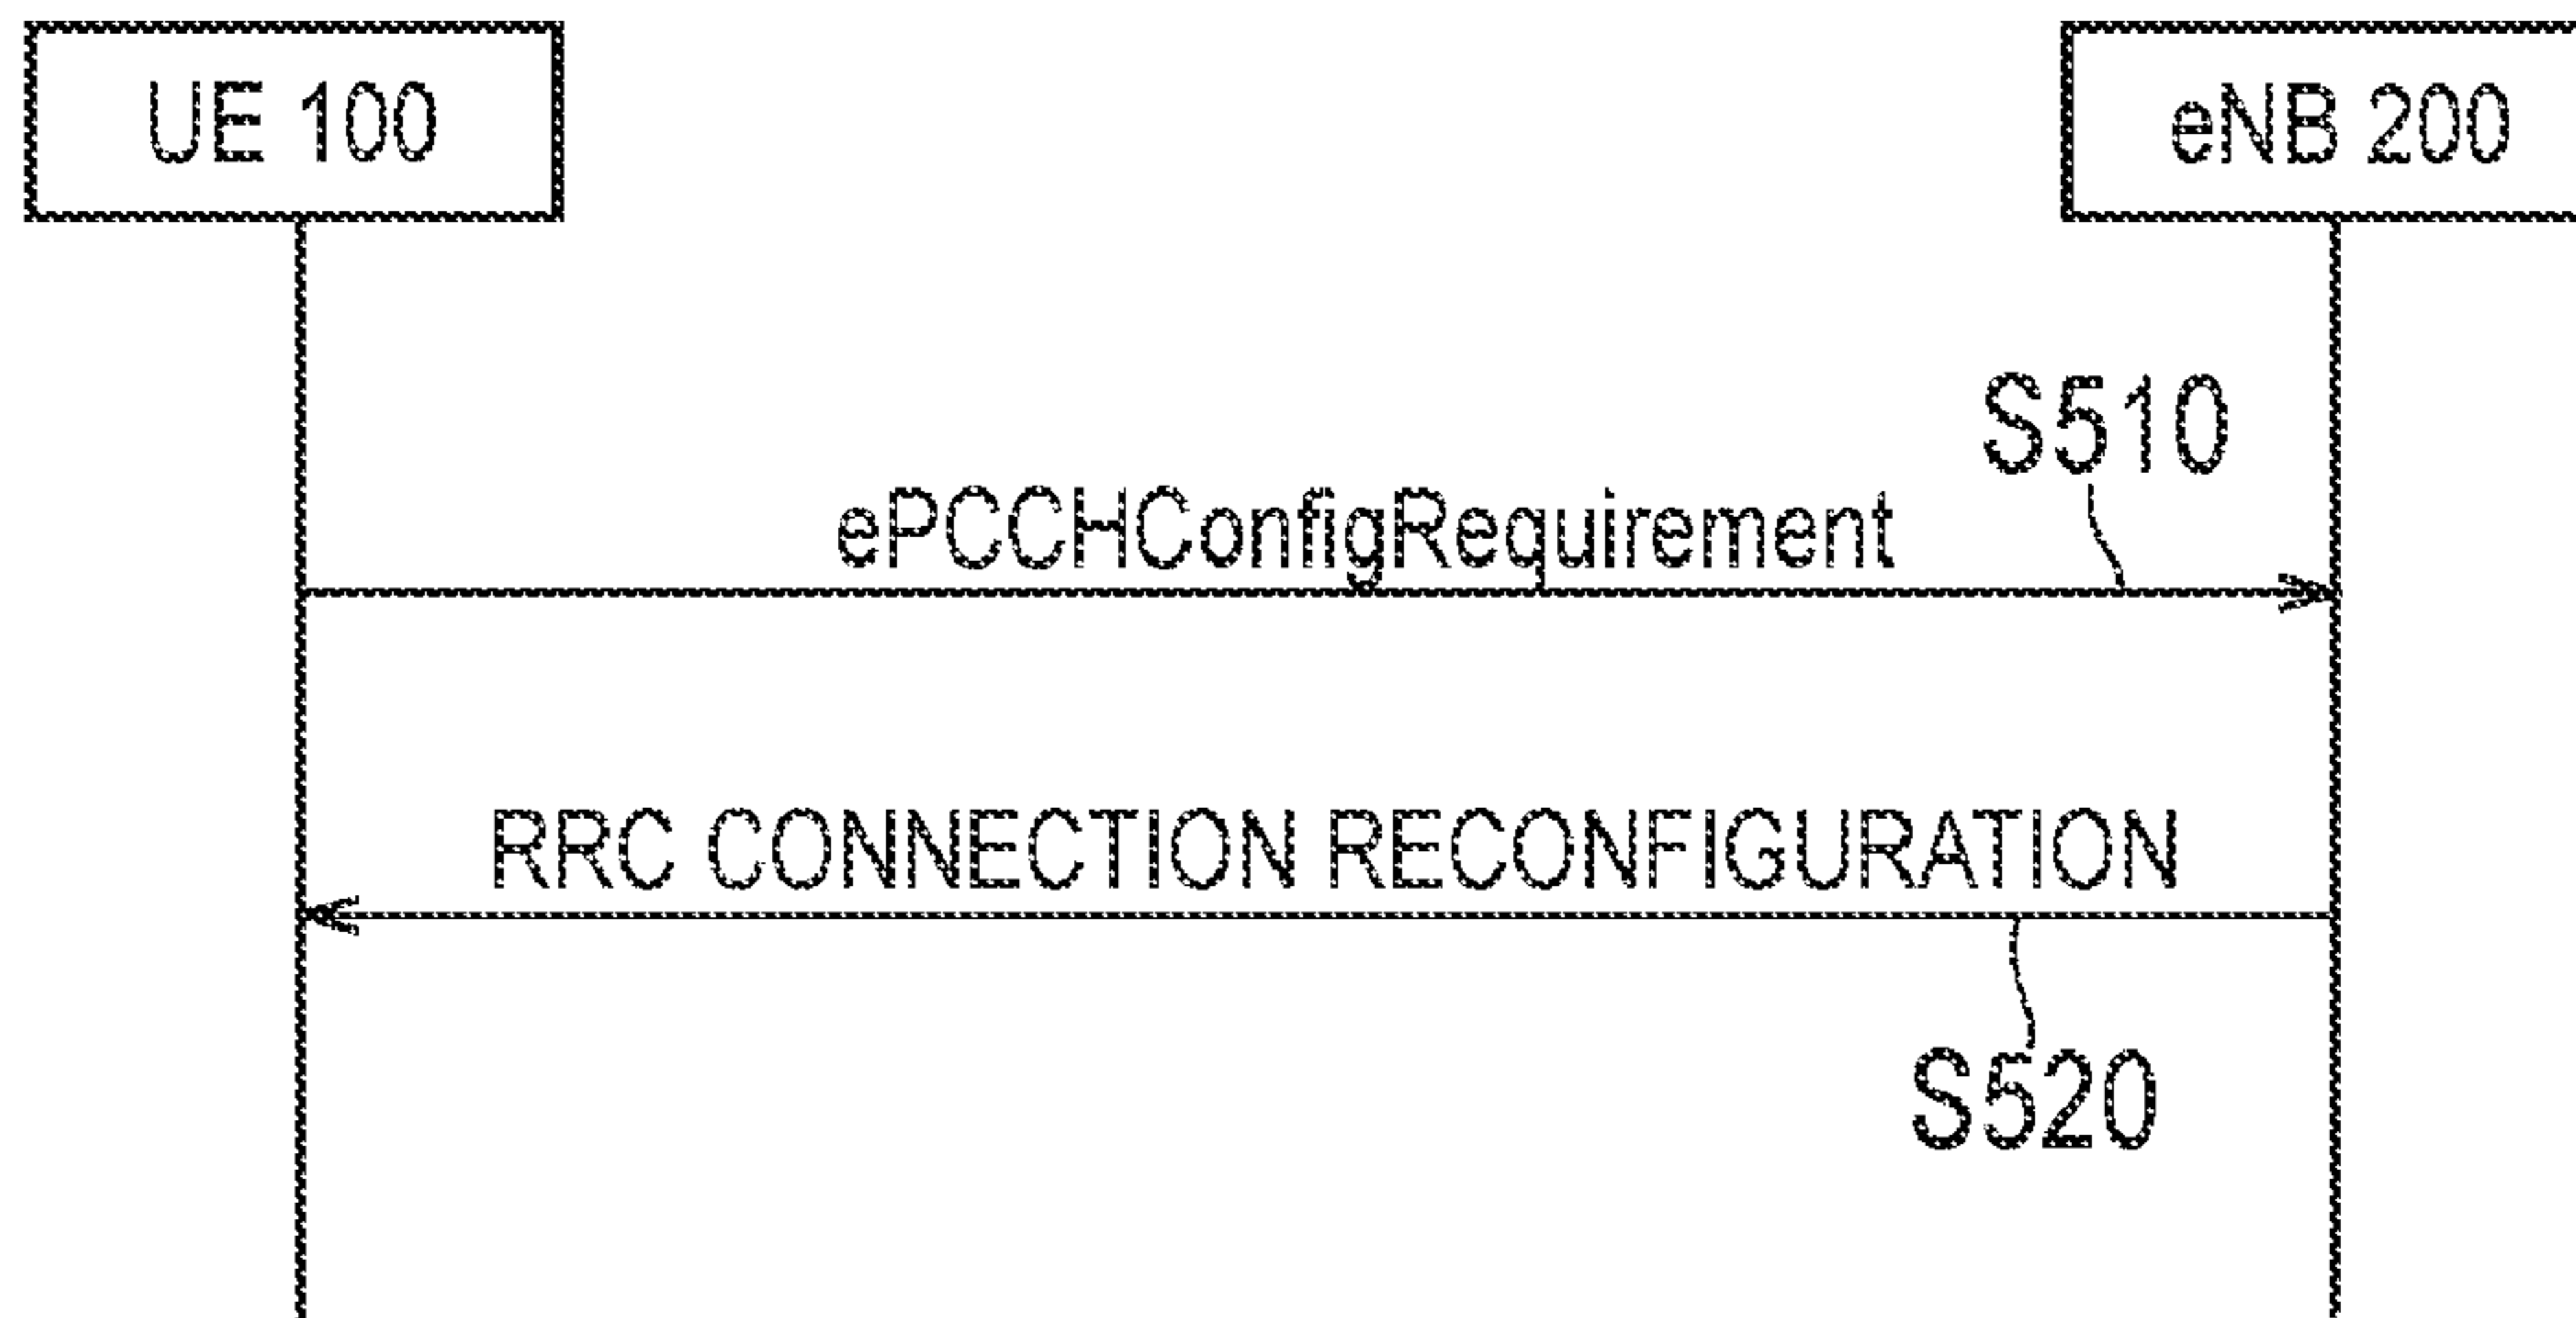 UE 100
eNB 200
S510
ePCCHConfigRequirement
RRC CONNECTION RECONFIGURATION
S520